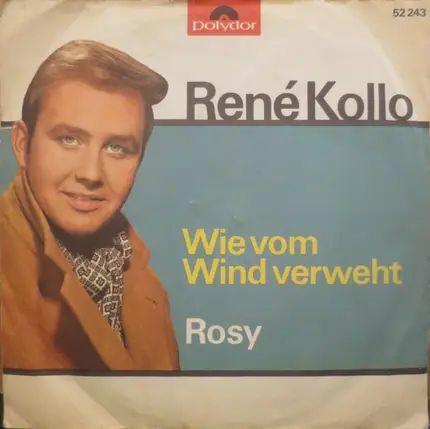 Polydor
52 243
René Kollo
Wie vom
Wind verweht
Rosy